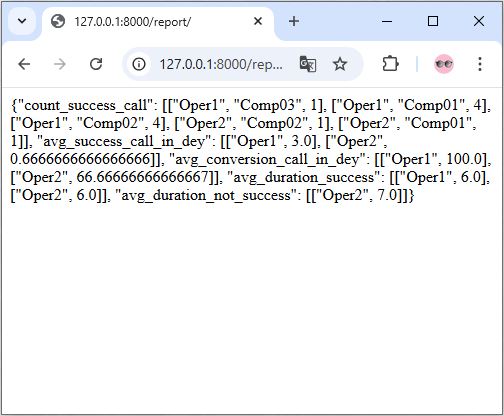 127.0.0.1:8000/report/
127.0.0.1:8000/rep...
{"count_success_call": [["Oper1", "Comp03", 1], ["Oper1", "Comp01", 4],
["Oper1", "Comp02", 4], ["Oper2", "Comp02", 1], ["Oper2", "Comp01",
1]], "avg_success_call_in_dey": [["Oper1", 3.0], ["Oper2",
0.6666666666666666]], "avg_conversion_call_in_dey": [["Oper1", 100.0],
["Oper2", 66.66666666666667]], "avg_duration_success": [["Oper1", 6.0],
["Oper2", 6.0]], "avg_duration_not_success": [["Oper2", 7.0]]}